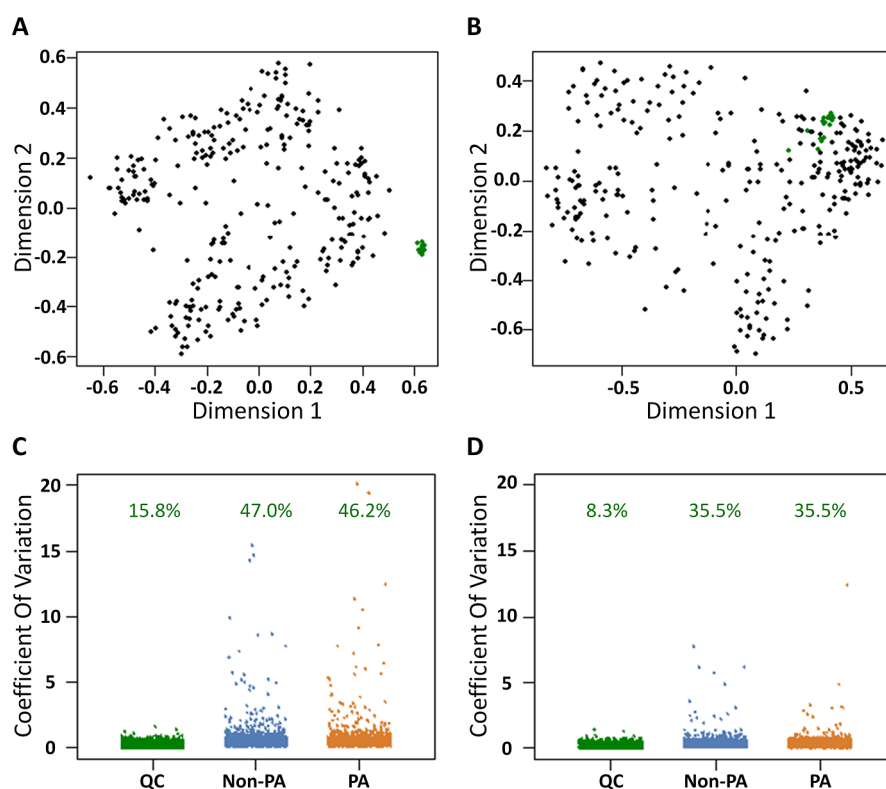 A
0.6
0.4
0.2
0.0
-0.2
-0.4
-0.6
Dimension 2
-0.6 -0.4 -0.2 0.0 0.2 0.4 0.6
Dimension 1
B
0.4
0.2
0.0
-0.2
-0.4
-0.6
Dimension 2
-0.5 0.0 0.5
Dimension 1
C
20
15
10
5
0
Coefficient Of Variation
15.8% 47.0% 46.2%
QC Non-PA PA
D
20
15
10
5
0
Coefficient Of Variation
8.3% 35.5% 35.5%
QC Non-PA PA